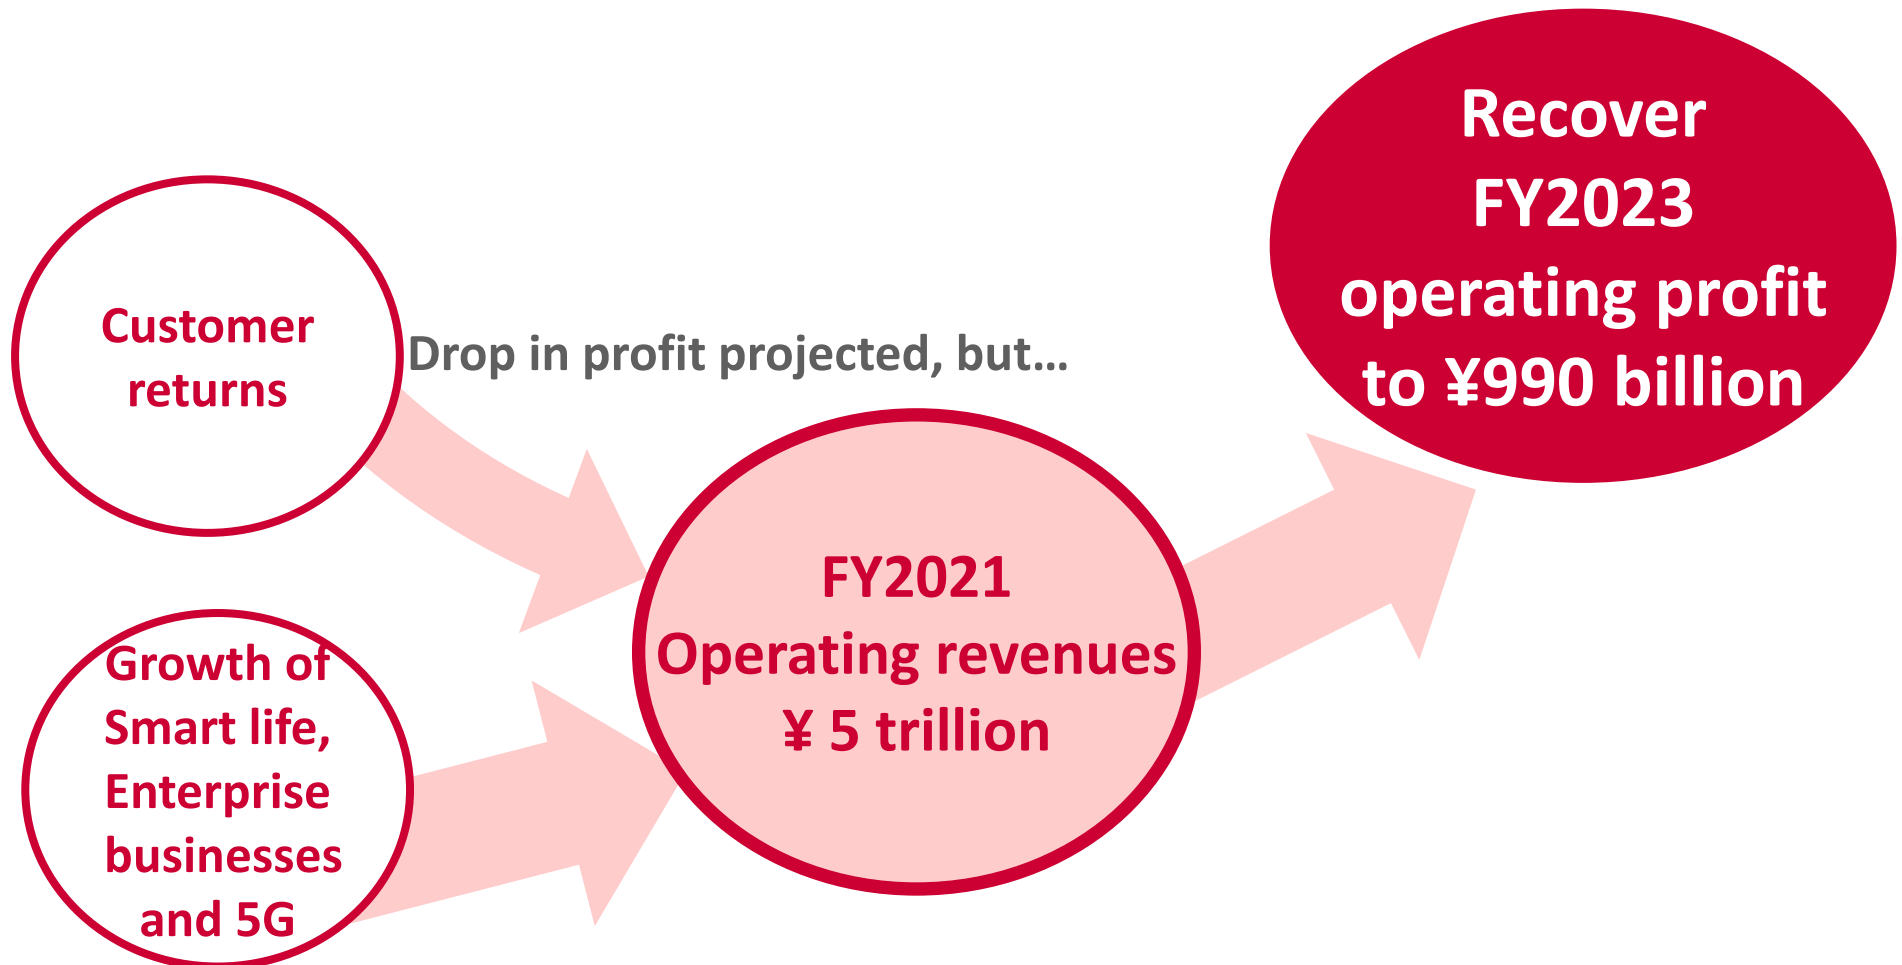 Customer
returns
Drop in profit projected, but…
Growth of
Smart life,
Enterprise
businesses
and 5G
FY2021
Operating revenues
¥ 5 trillion
Recover
FY2023
operating profit
to ¥990 billion